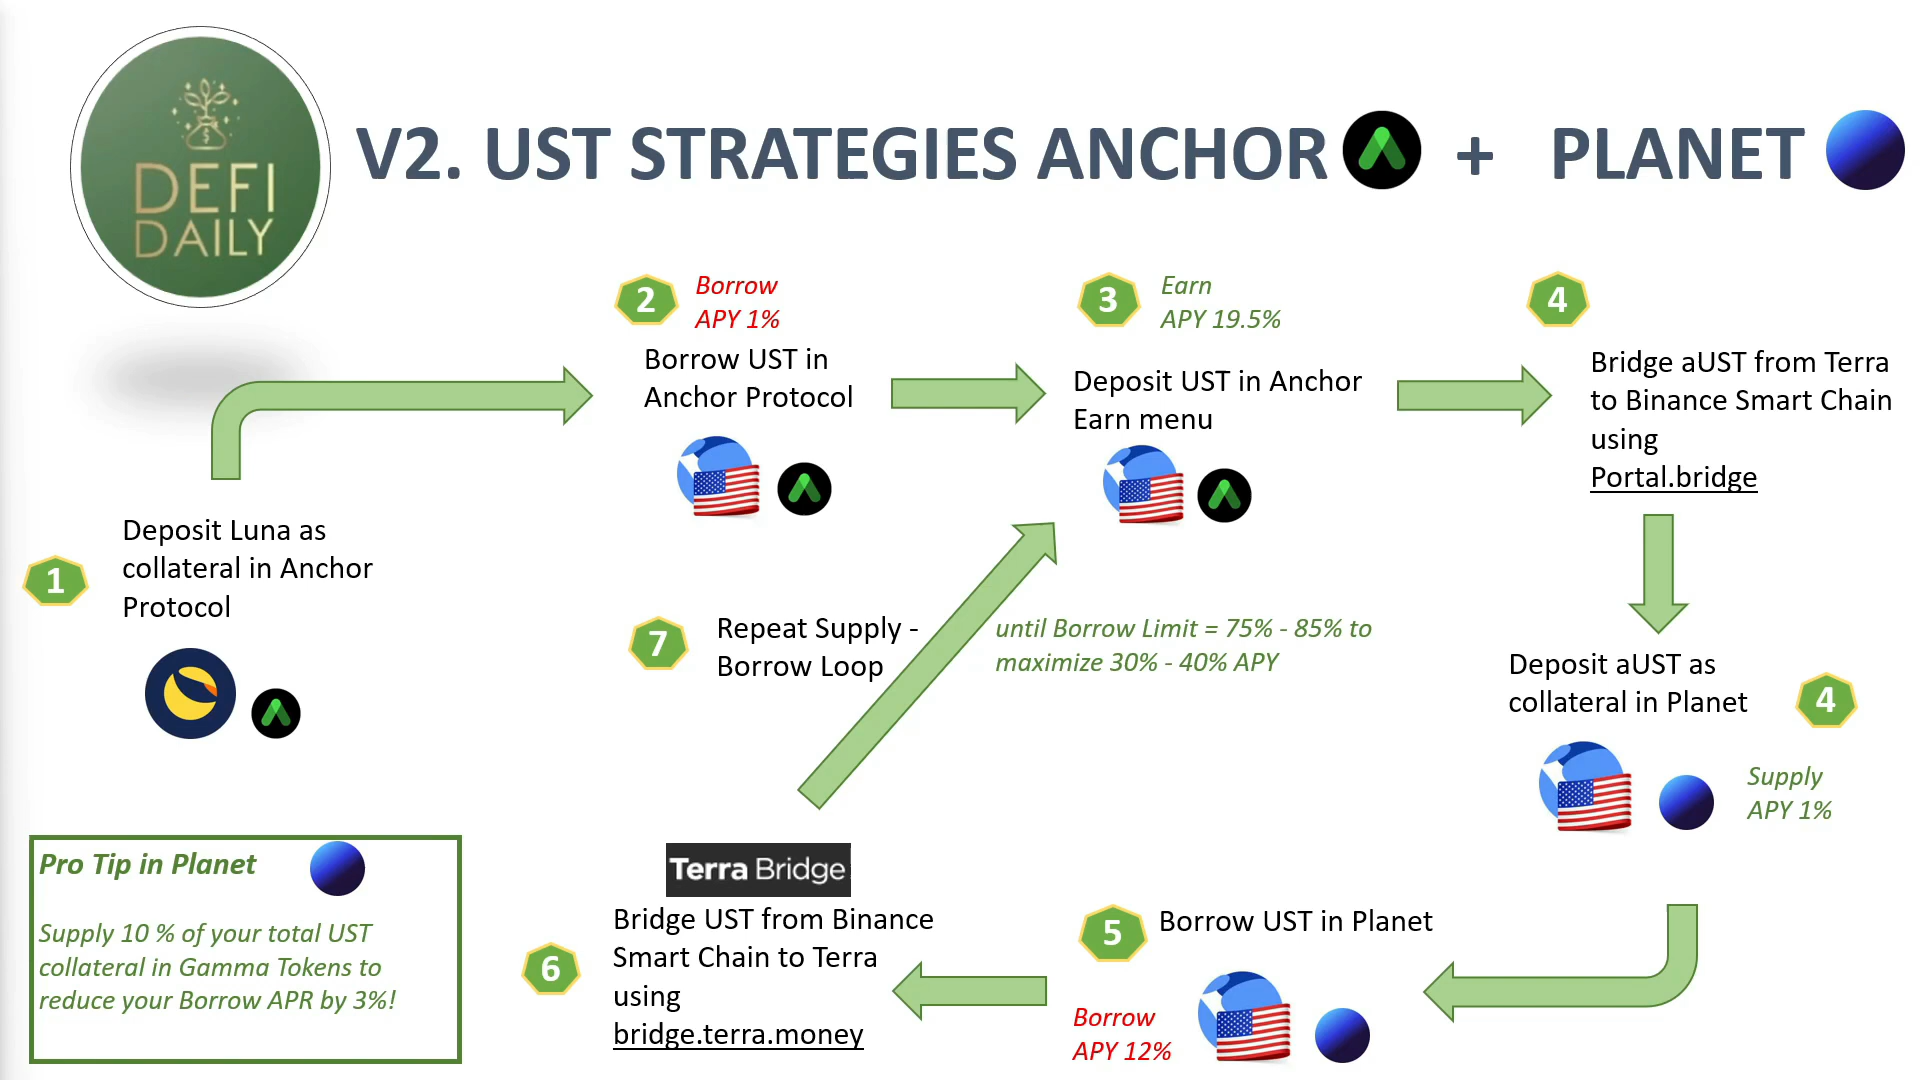 DEFI
DAILY
V2. UST STRATEGIES ANCHOR + PLANET
1
Deposit Luna as
collateral in Anchor
Protocol
2
Borrow
APY 1%
Borrow UST in
Anchor Protocol
3
Earn
APY 19.5%
Deposit UST in Anchor
Earn menu
4
Bridge aUST from Terra
to Binance Smart Chain
using
Portal.bridge
Deposit aUST as
collateral in Planet
4
Supply
APY 1%
5
Borrow UST in Planet
Borrow
APY 12%
Terra Bridge
6
Bridge UST from Binance
Smart Chain to Terra
using
bridge.terra.money
7
Repeat Supply -
Borrow Loop
until Borrow Limit = 75% - 85% to
maximize 30% - 40% APY
Pro Tip in Planet
Supply 10 % of your total UST
collateral in Gamma Tokens to
reduce your Borrow APR by 3%!